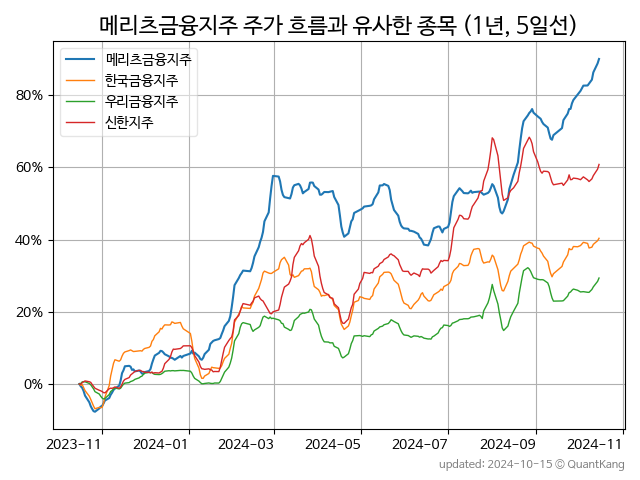 메리츠금융지주 주가 흐름과 유사한 종목 (1년, 5일선)
메리츠금융지주
한국금융지주
우리금융지주
신한지주
80%
60%
40%
20%
0%
2023-11 2024-01 2024-03 2024-05 2024-07 2024-09 2024-11
updated: 2024-10-15 © QuantKang